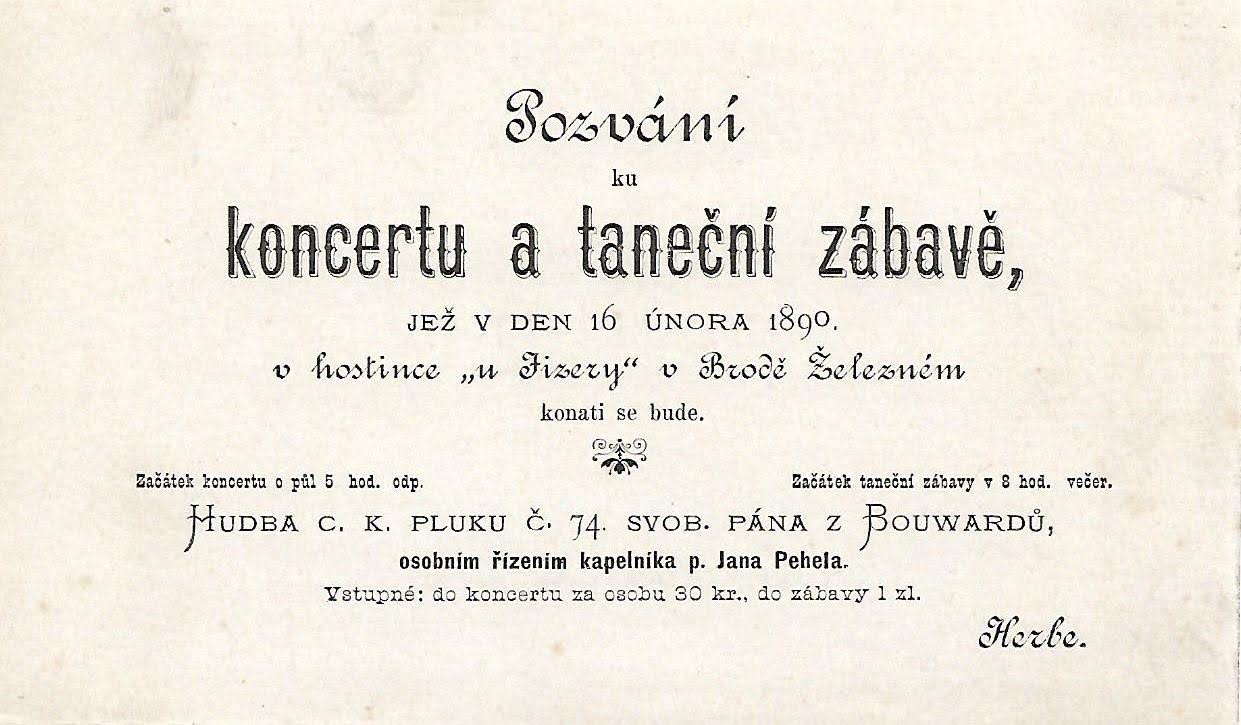 Pozvání
ku
koncertu a taneční zábavě,
JEŽ V DEN 16 ÚNORA 1890.
v hostince „u Jizery“ v Brodě Železném
konati se bude.
Začátek koncertu o půl 5 hod. odp.
Začátek taneční zábavy v 8 hod. večer.
HUDBA C. K. PLUKU Č. 74. SVOB. PÁNA Z BOUWARDŮ,
osobním řízením kapelníka p. Jana Pehela.
Vstupné: do koncertu za osobu 30 kr., do zábavy 1 zl.
Herbe.